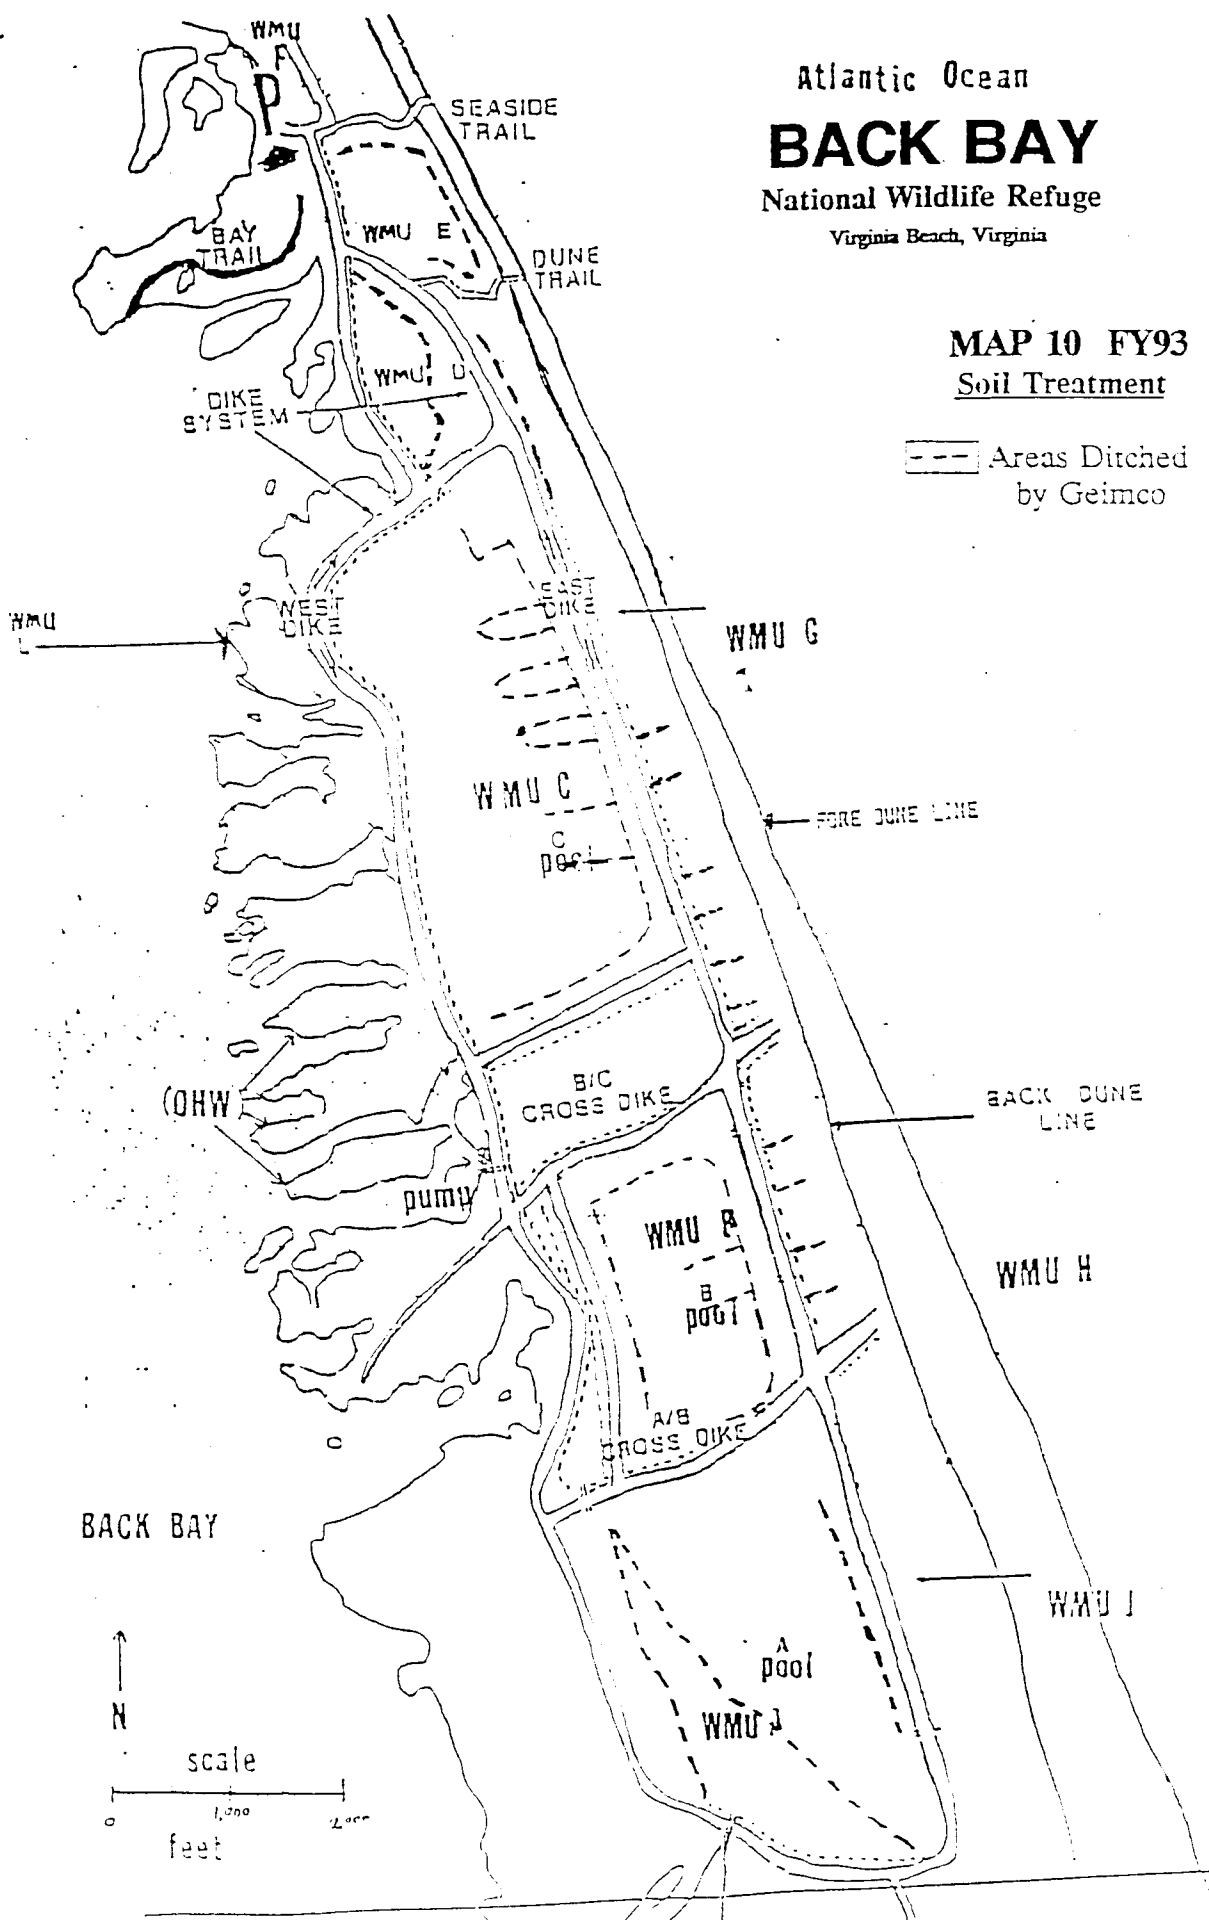 WMU
F
P
SEASIDE
TRAIL
Atlantic Ocean
BACK BAY
National Wildlife Refuge
Virginia Beach, Virginia
BAY
TRAIL
WMU E
DUNE
TRAIL
MAP 10 FY93
Soil Treatment
Areas Ditched
by Geimco
WMU D
DIKE
SYSTEM
WMU
L
WEST
DIKE
EAST
DIKE
WMU G
WMU C
C
pool
FORE DUNE LINE
(OHW)
B/C
CROSS DIKE
BACK DUNE
LINE
pump
WMU B
B
pool
WMU H
A/B
CROSS DIKE
BACK BAY
A
pool
WMU
WMU
N
scale
0
1,000
2,000
feet